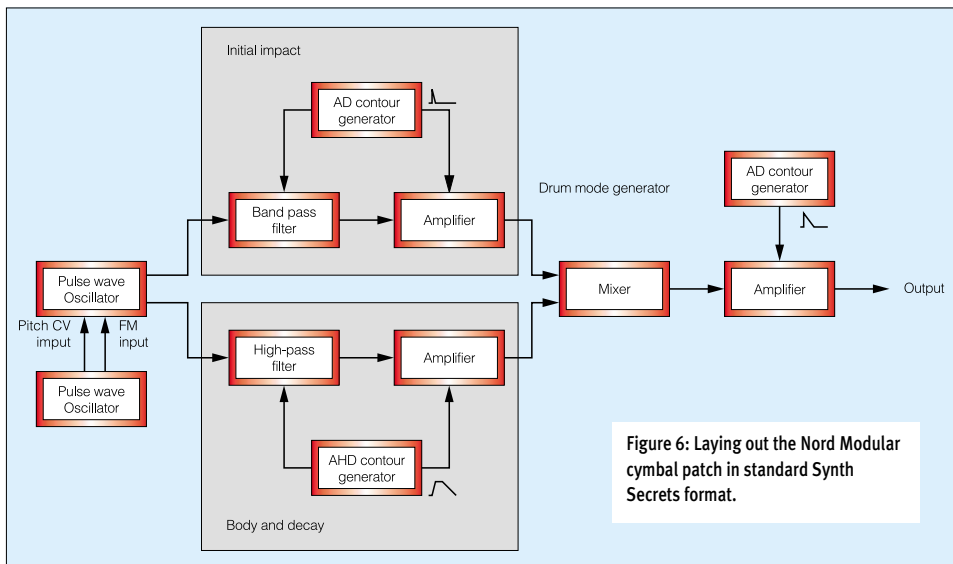 Initial impact
AD contour
generator
Band pass
filter
Amplifier
Drum mode generator
AD contour
generator
Pulse wave
Oscillator
Pitch CV
imput
FM
input
Pulse wave
Oscillator
Mixer
Amplifier
Output
High-pass
filter
Amplifier
AHD contour
generator
Body and decay
Figure 6: Laying out the Nord Modular
cymbal patch in standard Synth
Secrets format.